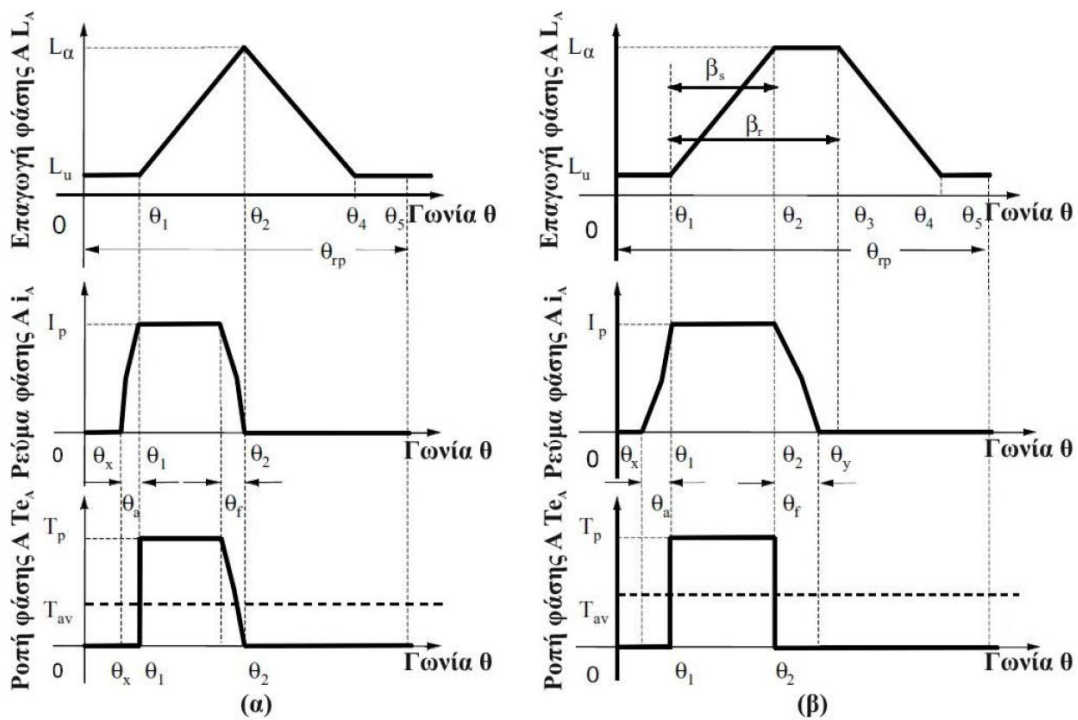 Επαγωγή φάσης A L_A
L_α
L_u
0
θ_1
θ_2
θ_4
θ_5
Γωνία θ
θ_rp
Ρεύμα φάσης A i_A
I_p
0
θ_x
θ_1
θ_2
Γωνία θ
θ_a
θ_f
Ροπή φάσης A Te_A
T_p
T_av
0
θ_x
θ_1
θ_2
Γωνία θ
(α)
Επαγωγή φάσης A L_A
L_α
β_s
β_r
L_u
0
θ_1
θ_2
θ_3
θ_4
θ_5
Γωνία θ
θ_rp
Ρεύμα φάσης A i_A
I_p
0
θ_x
θ_1
θ_2
θ_y
Γωνία θ
θ_a
θ_f
Ροπή φάσης A Te_A
T_p
T_av
0
θ_1
θ_2
Γωνία θ
(β)